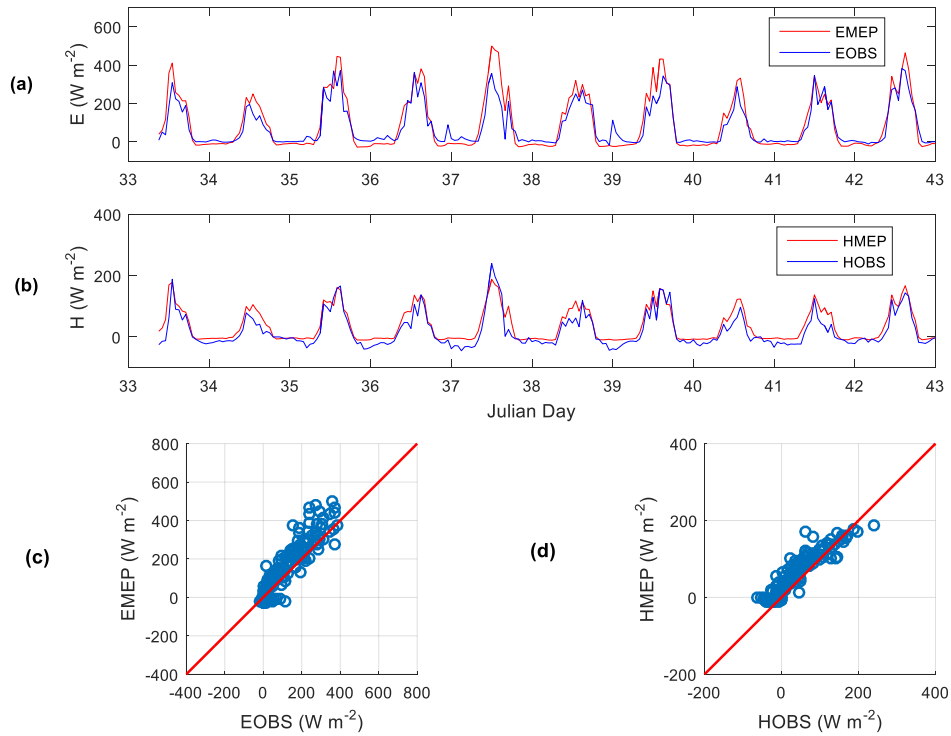 (a)
E (W m-2)
600
400
200
0
EMEP
EOBS
33 34 35 36 37 38 39 40 41 42 43
(b)
H (W m-2)
400
200
0
HMEP
HOBS
33 34 35 36 37 38 39 40 41 42 43
Julian Day
(c)
EMEP (W m-2)
800
600
400
200
0
-200
-400
-400 -200 0 200 400 600 800
EOBS (W m-2)
(d)
HMEP (W m-2)
400
200
0
-200
-200 0 200 400
HOBS (W m-2)